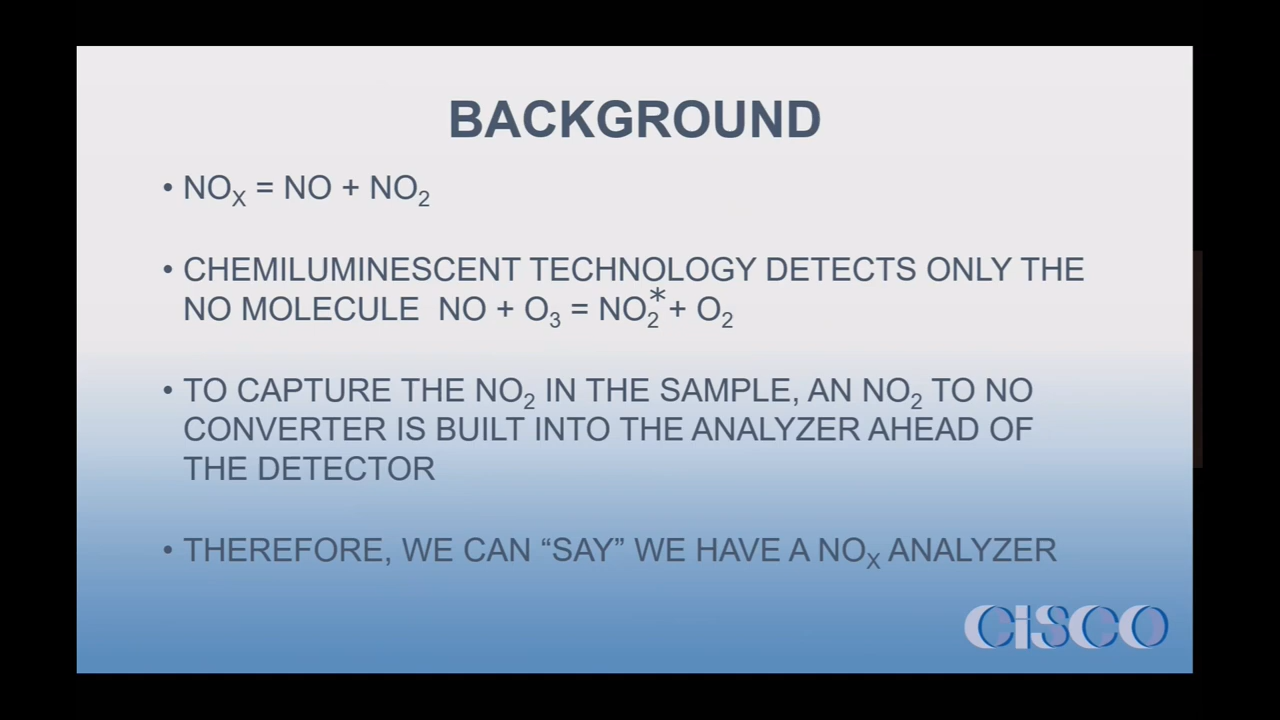 BACKGROUND
• NOX = NO + NO2
• CHEMILUMINESCENT TECHNOLOGY DETECTS ONLY THE
NO MOLECULE NO + O3 = NO2* + O2
• TO CAPTURE THE NO2 IN THE SAMPLE, AN NO2 TO NO
CONVERTER IS BUILT INTO THE ANALYZER AHEAD OF
THE DETECTOR
• THEREFORE, WE CAN “SAY” WE HAVE A NOX ANALYZER
CiSCO